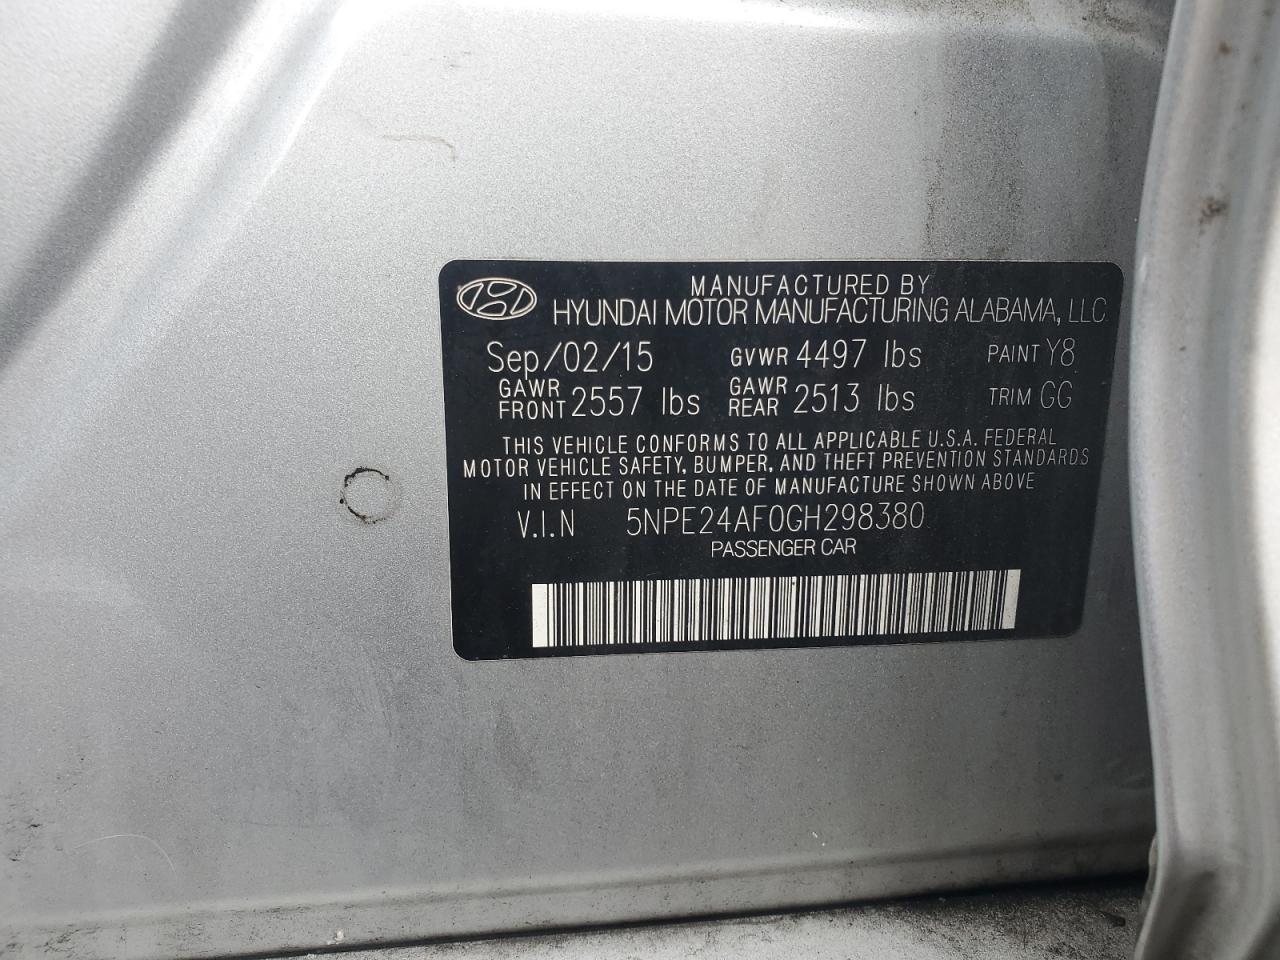 MANUFACTURED BY
HYUNDAI MOTOR MANUFACTURING ALABAMA, LLC
Sep/02/15 GVWR 4497 lbs PAINT Y8
GAWR FRONT 2557 lbs GAWR REAR 2513 lbs TRIM GG
THIS VEHICLE CONFORMS TO ALL APPLICABLE U.S.A. FEDERAL
MOTOR VEHICLE SAFETY, BUMPER, AND THEFT PREVENTION STANDARDS
IN EFFECT ON THE DATE OF MANUFACTURE SHOWN ABOVE
V.I.N 5NPE24AF0GH298380
PASSENGER CAR